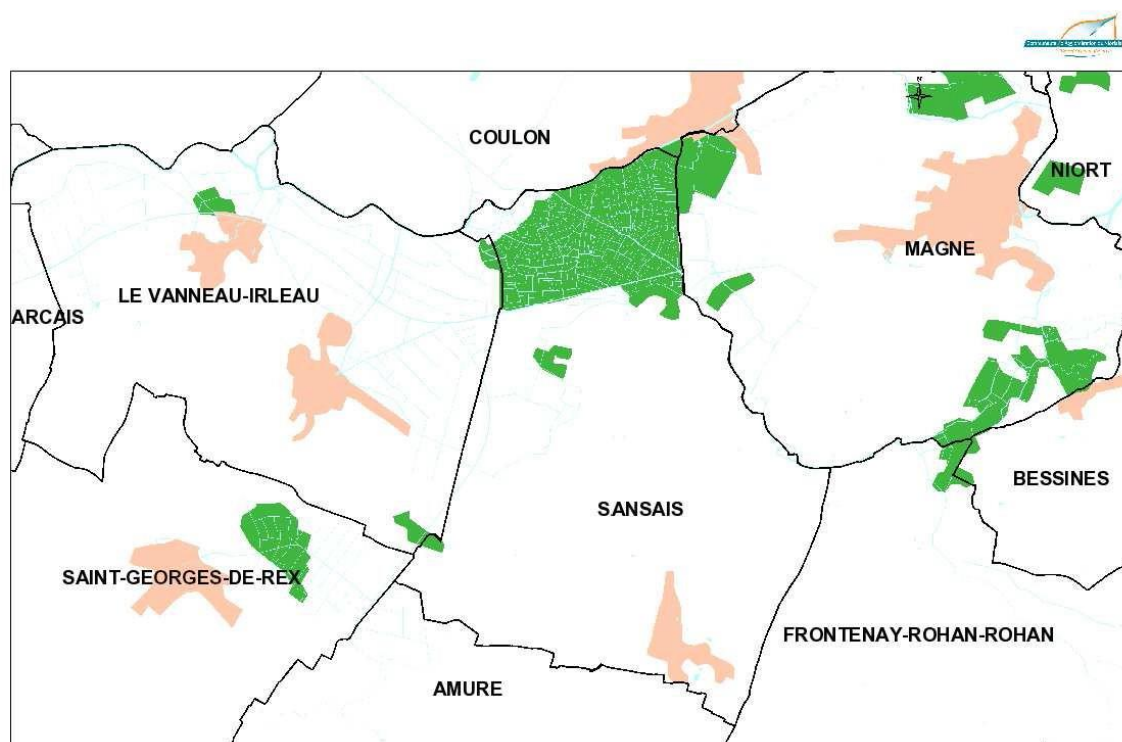 COULON
NIORT
MAGNE
LE VANNEAU-IRLEAU
ARCAIS
BESSINES
SANSAIS
SAINT-GEORGES-DE-REX
FRONTENAY-ROHAN-ROHAN
AMURE